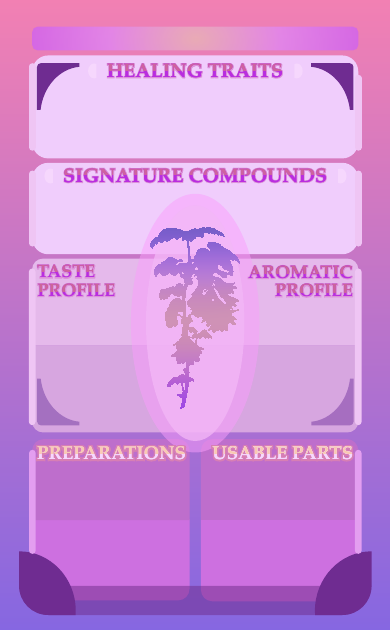 HEALING TRAITS
SIGNATURE COMPOUNDS
TASTE
PROFILE
AROMATIC
PROFILE
PREPARATIONS
USABLE PARTS